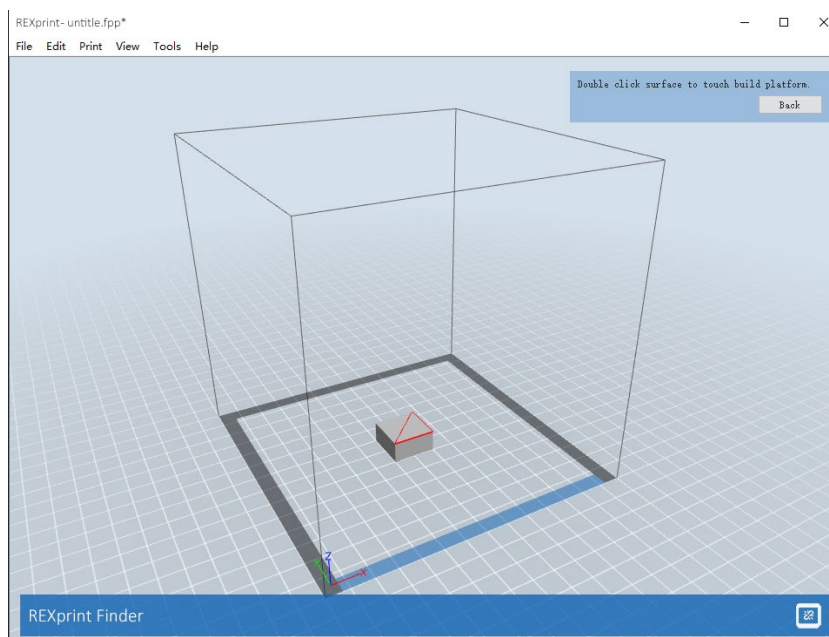 REXprint- untitle.fpp*
File Edit Print View Tools Help
Double click surface to touch build platform.
Back
Z
X
REXprint Finder